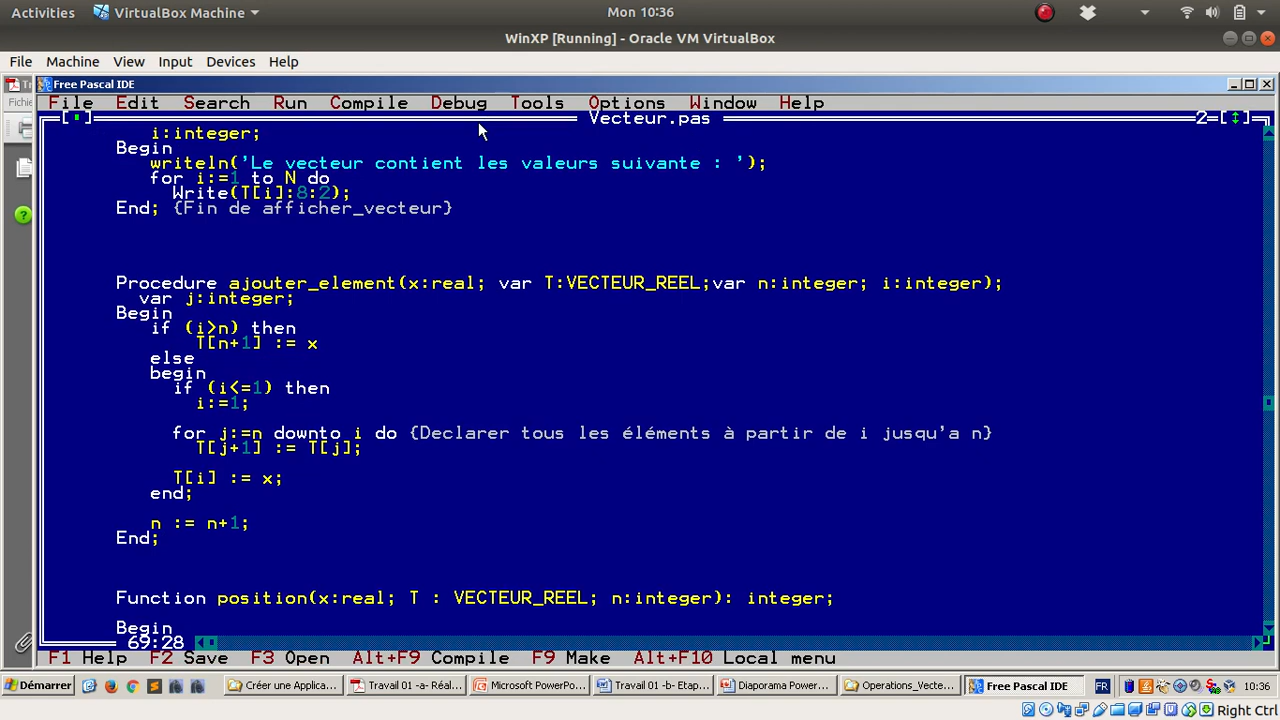 Activities VirtualBox Machine Mon 10:36
WinXP [Running] - Oracle VM VirtualBox
File Machine View Input Devices Help
Free Pascal IDE
Fichie
File Edit Search Run Compile Debug Tools Options Window Help
Vecteur.pas 2
i:integer;
Begin
writeln('Le vecteur contient les valeurs suivante : ');
for i:=1 to N do
Write(T[i]:8:2);
End; {Fin de afficher_vecteur}
Procedure ajouter_element(x:real; var T:VECTEUR_REEL;var n:integer; i:integer);
var j:integer;
Begin
if (i>n) then
T[n+1] := x
else
begin
if (i<=1) then
i:=1;
for j:=n downto i do {Declarer tous les éléments à partir de i jusqu'a n}
T[j+1] := T[j];
T[i] := x;
end;
n := n+1;
End;
Function position(x:real; T : VECTEUR_REEL; n:integer): integer;
Begin
69:28
F1 Help F2 Save F3 Open Alt+F9 Compile F9 Make Alt+F10 Local menu
Démarrer Créer une Applica... Travail 01 -a- Réal... Microsoft PowerPo... Travail 01 -b- Etap... Diaporama Power... Operations_Vecte... Free Pascal IDE FR 10:36
Right Ctrl